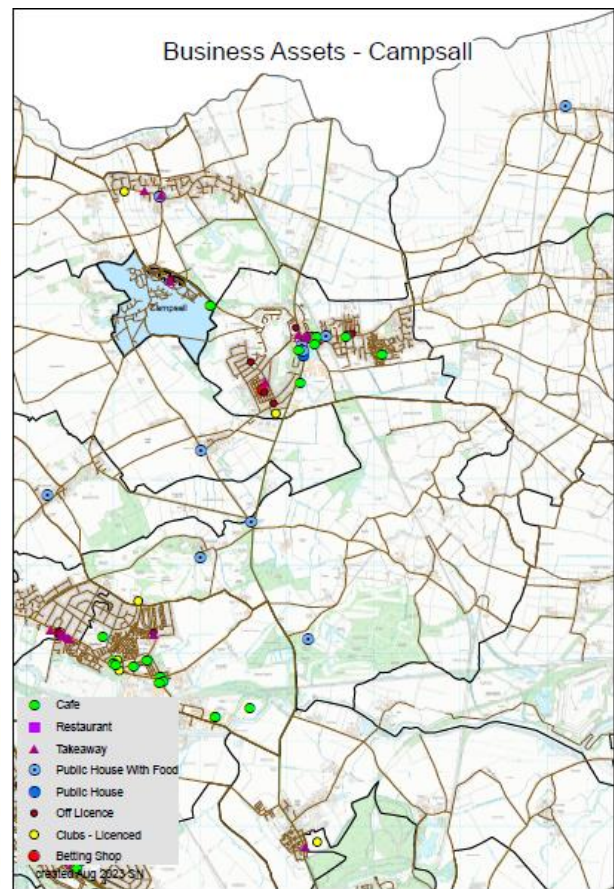 Business Assets - Campsall
Campsall
Cafe
Restaurant
Takeaway
Public House With Food
Public House
Off Licence
Clubs - Licenced
Betting Shop
created Aug 2023 SN